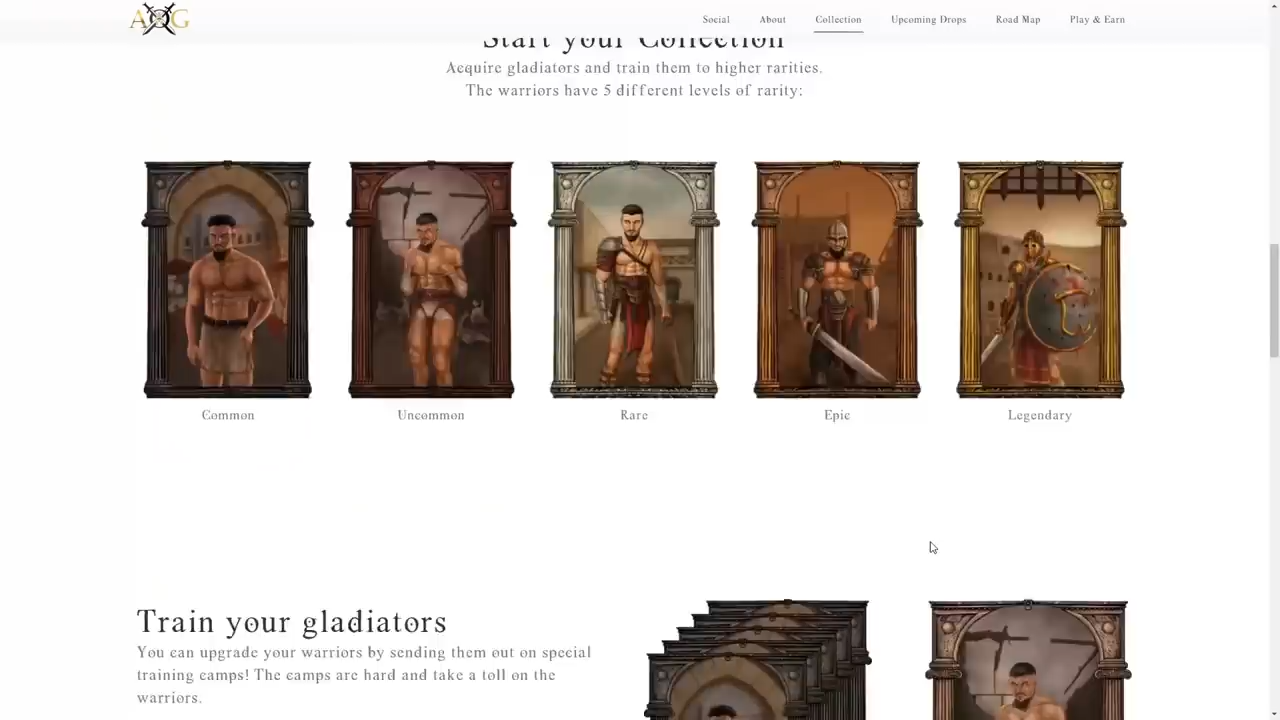 AOG
Social
About
Collection
Upcoming Drops
Road Map
Play & Earn
Start your Collection
Acquire gladiators and train them to higher rarities.
The warriors have 5 different levels of rarity:
Common
Uncommon
Rare
Epic
Legendary
Train your gladiators
You can upgrade your warriors by sending them out on special
training camps! The camps are hard and take a toll on the
warriors.